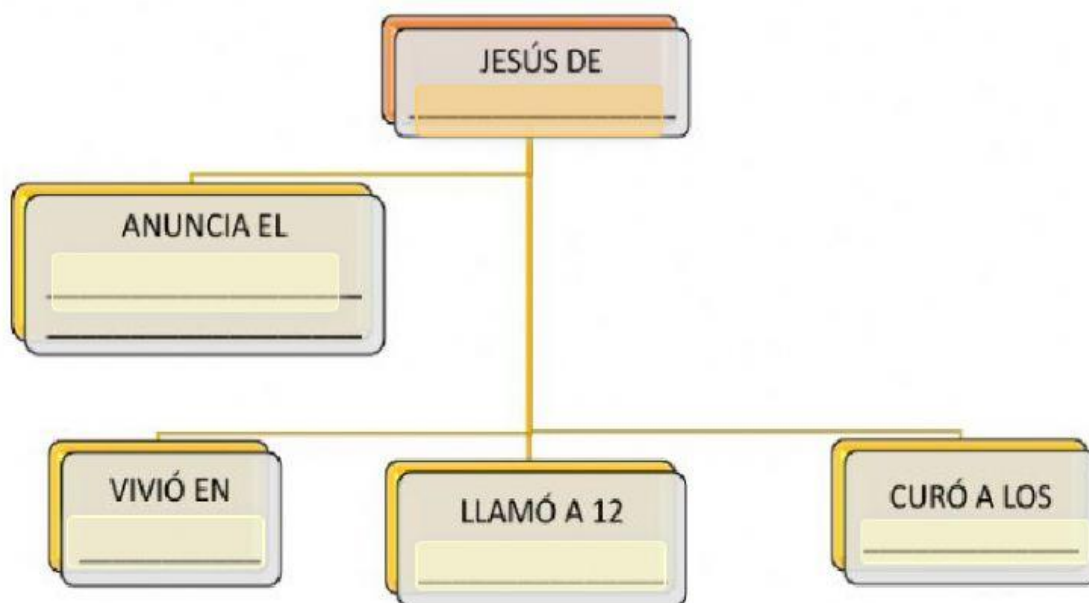 JESÚS DE
ANUNCIA EL
VIVIÓ EN
LLAMÓ A 12
CURÓ A LOS